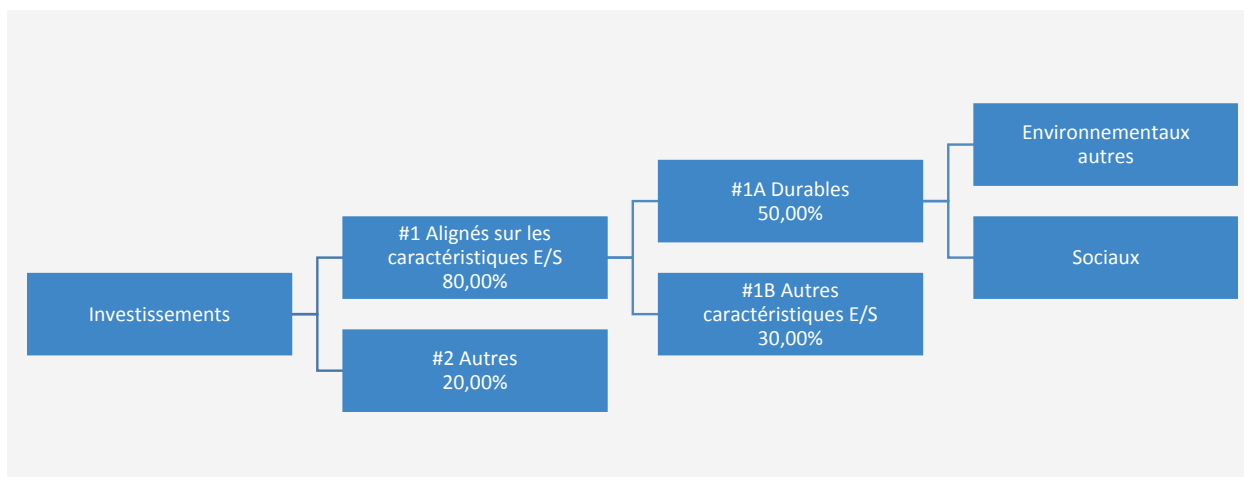 Investissements
#1 Alignés sur les
caractéristiques E/S
80,00%
#2 Autres
20,00%
#1A Durables
50,00%
#1B Autres
caractéristiques E/S
30,00%
Environnementaux
autres
Sociaux